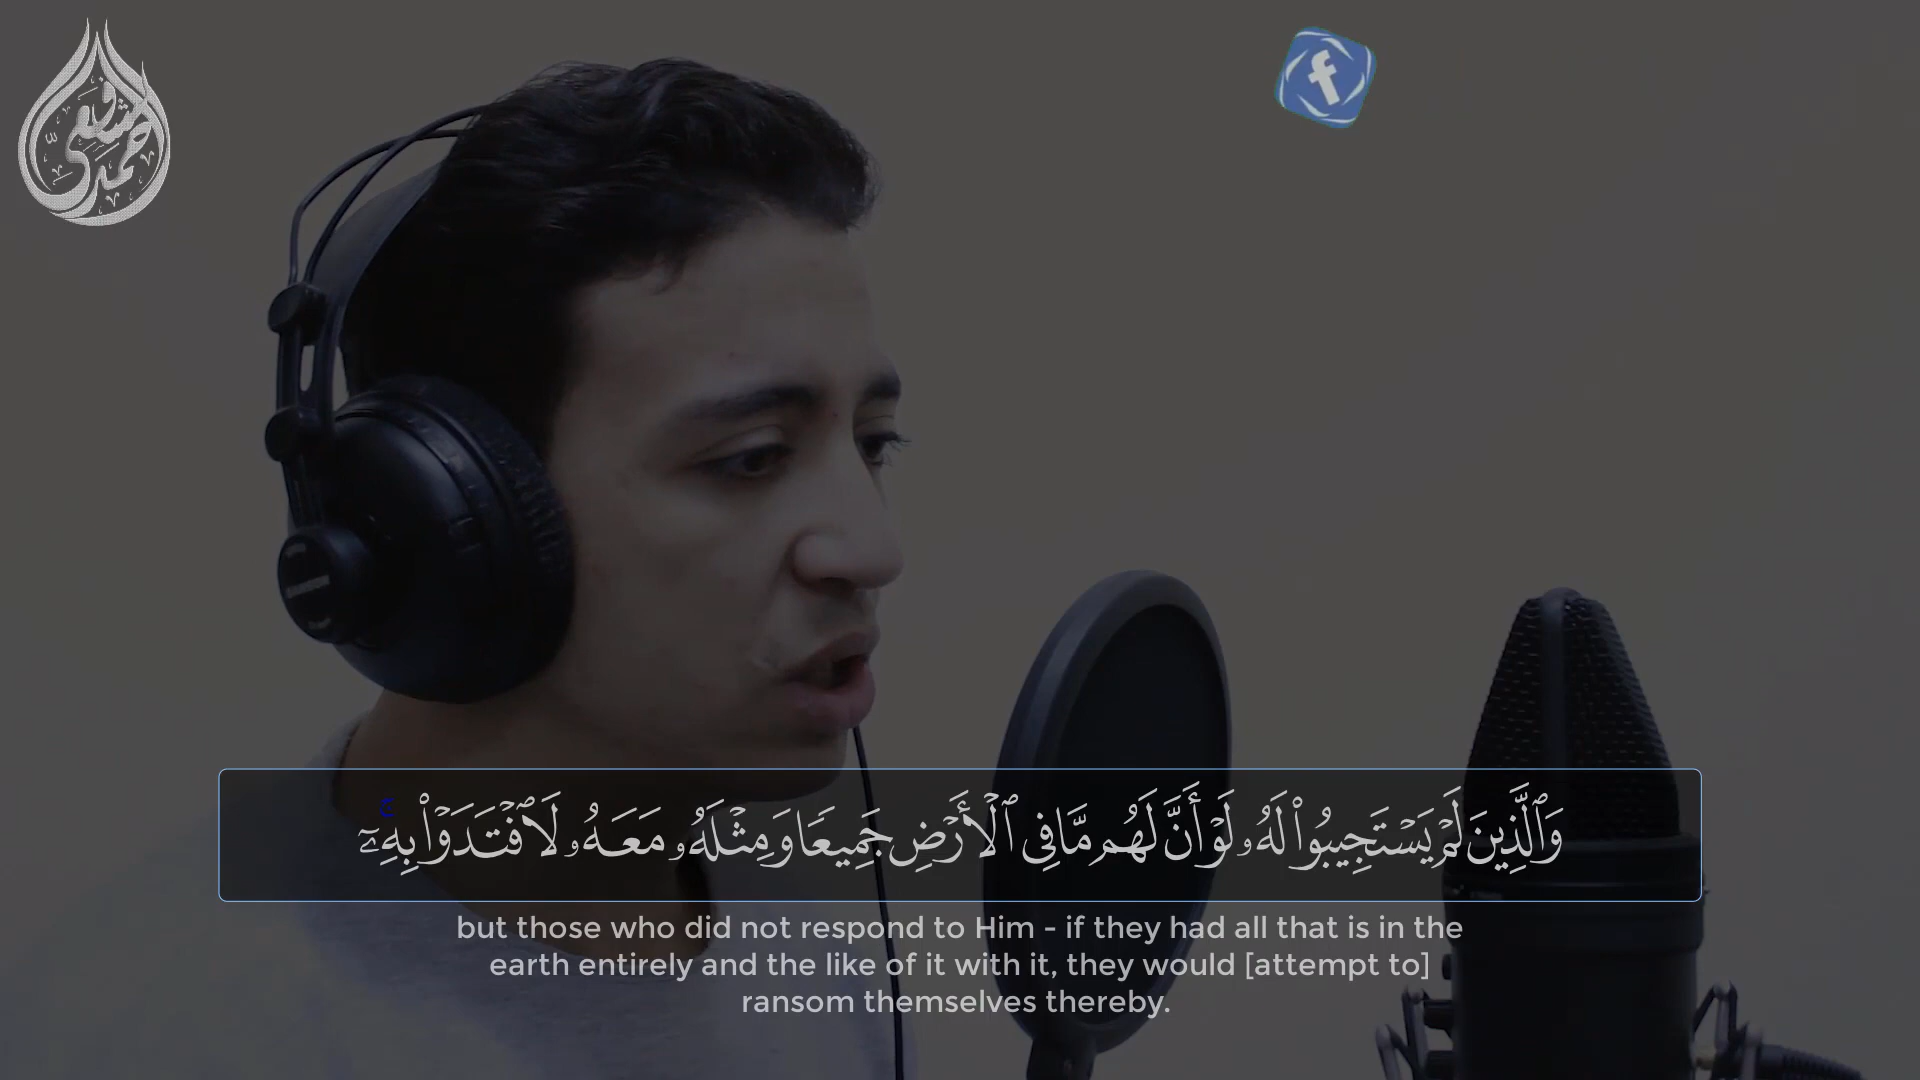 أحمد شفيعي
وَٱلَّذِينَ لَمْ يَسْتَجِيبُوا۟ لَهُۥ لَوْ أَنَّ لَهُم مَّا فِى ٱلْأَرْضِ جَمِيعًا وَمِثْلَهُۥ مَعَهُۥ لَٱفْتَدَوْا۟ بِهِۦٓ ۚ
but those who did not respond to Him - if they had all that is in the
earth entirely and the like of it with it, they would [attempt to]
ransom themselves thereby.